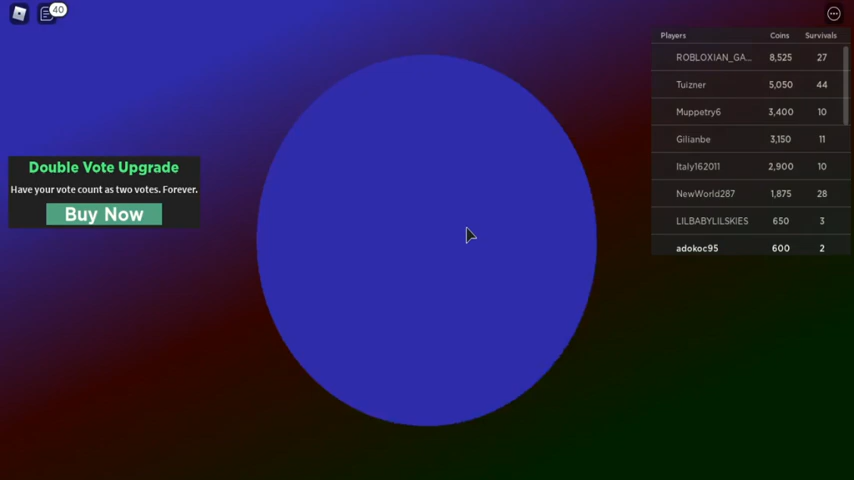 40
Players Coins Survivals
ROBLOXIAN_GA... 8,525 27
Tuizner 5,050 44
Muppetry6 3,400 10
Gilianbe 3,150 11
Italy162011 2,900 10
NewWorld287 1,875 28
LILBABYLILSKIES 650 3
adokoc95 600 2
Double Vote Upgrade
Have your vote count as two votes. Forever.
Buy Now